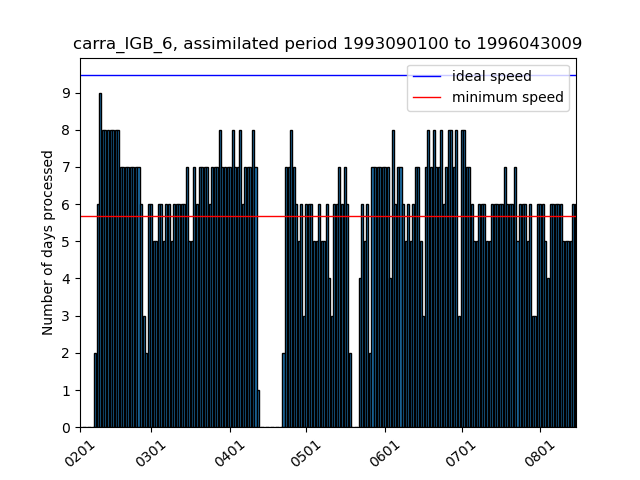 carra_IGB_6, assimilated period 1993090100 to 1996043009
ideal speed
minimum speed
Number of days processed
9
8
7
6
5
4
3
2
1
0
0201 0301 0401 0501 0601 0701 0801